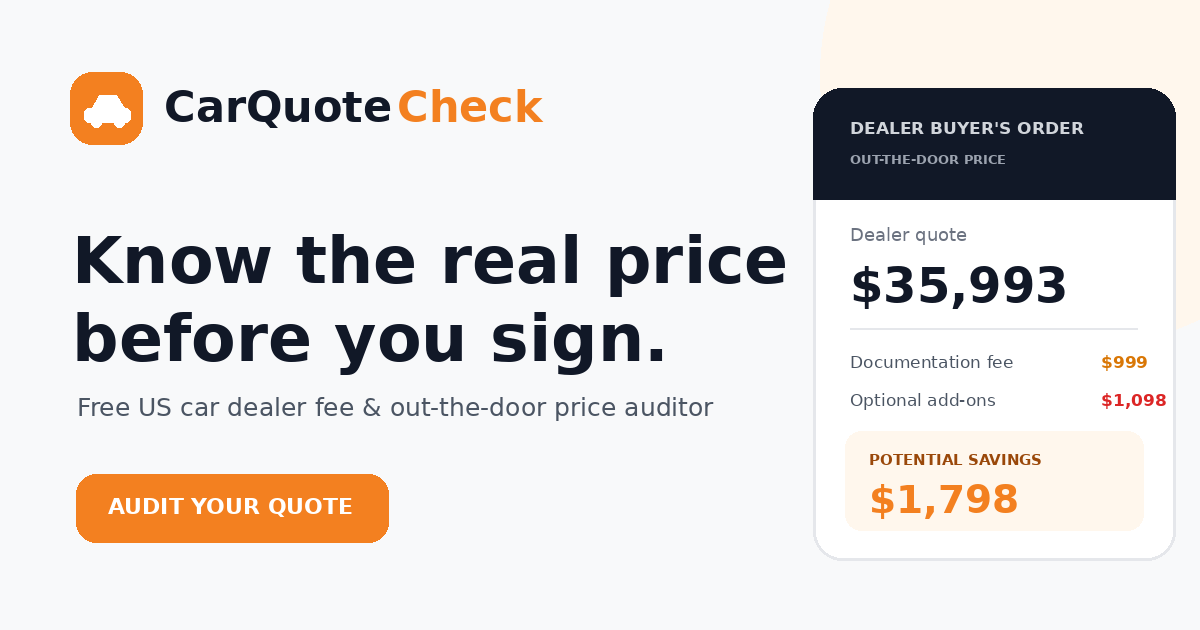 CarQuoteCheck
Know the real price
before you sign.
Free US car dealer fee & out-the-door price auditor
AUDIT YOUR QUOTE
DEALER BUYER'S ORDER
OUT-THE-DOOR PRICE
Dealer quote
$35,993
Documentation fee $999
Optional add-ons $1,098
POTENTIAL SAVINGS
$1,798